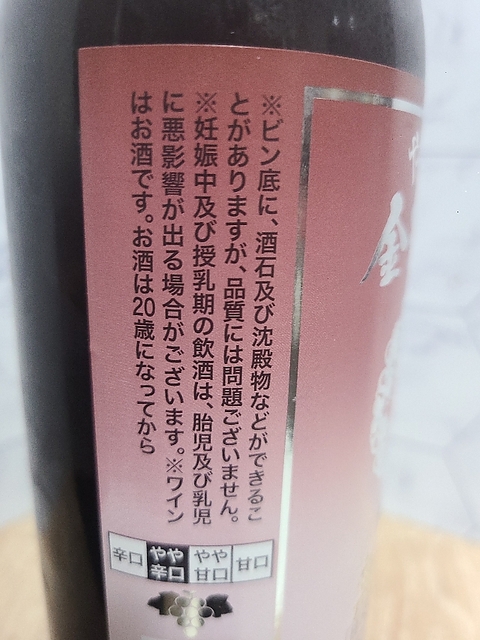 や
金
※ビン底に、酒石及び沈殿物などができるこ
とがありますが、品質には問題ございません。
※妊娠中及び授乳期の飲酒は、胎児及び乳児
に悪影響が出る場合がございます。※ワイン
はお酒です。お酒は20歳になってから
辛口 やや辛口 やや甘口 甘口